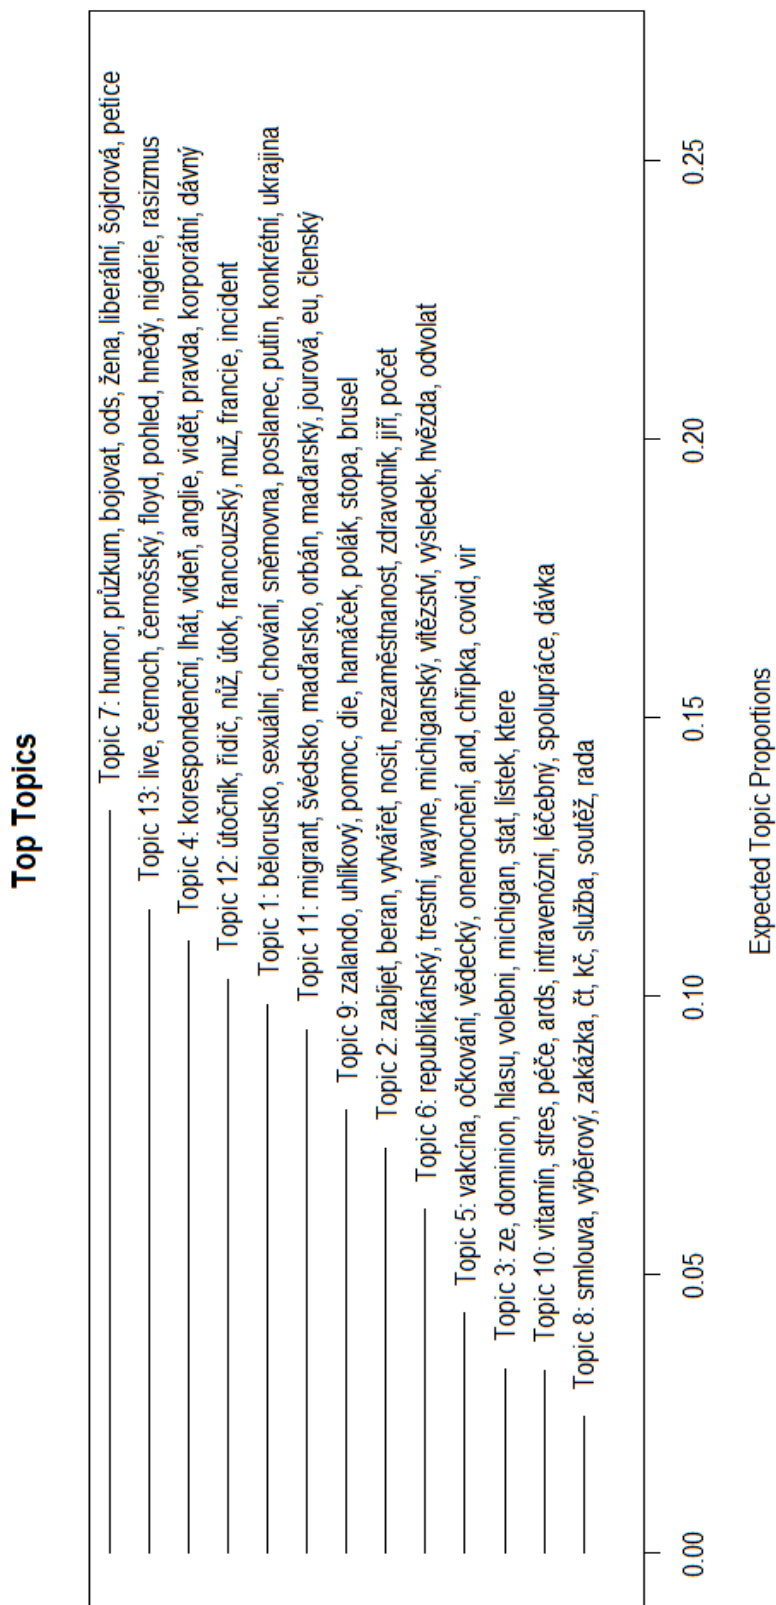 Top Topics
Topic 7: humor, průzkum, bojovat, ods, žena, liberální, šojdrová, petice
Topic 13: live, černoch, černošský, floyd, pohled, hnědý, nigérie, rasizmus
Topic 4: korespondenční, lhát, vídeň, anglie, vidět, pravda, korporátní, dávný
Topic 12: útočník, řidič, nůž, útok, francouzský, muž, francie, incident
Topic 1: bělorusko, sexuální, chování, sněmovna, poslanec, putin, konkrétní, ukrajina
Topic 11: migrant, švédsko, maďarsko, orbán, maďarský, jourová, eu, členský
Topic 9: zalando, uhlíkový, pomoc, die, hamáček, polák, stopa, brusel
Topic 2: zabíjet, beran, vytvářet, nosit, nezaměstnanost, zdravotník, jiří, počet
Topic 6: republikánský, trestní, wayne, michiganský, vítězství, výsledek, hvězda, odvolat
Topic 5: vakcína, očkování, vědecký, onemocnění, and, chřipka, covid, vir
Topic 3: ze, dominion, hlasu, volebni, michigan, stat, listek, ktere
Topic 10: vitamín, stres, péče, ards, intravenózní, léčebný, spolupráce, dávka
Topic 8: smlouva, výběrový, zakázka, čt, kč, služba, soutěž, rada
0.00 0.05 0.10 0.15 0.20 0.25
Expected Topic Proportions